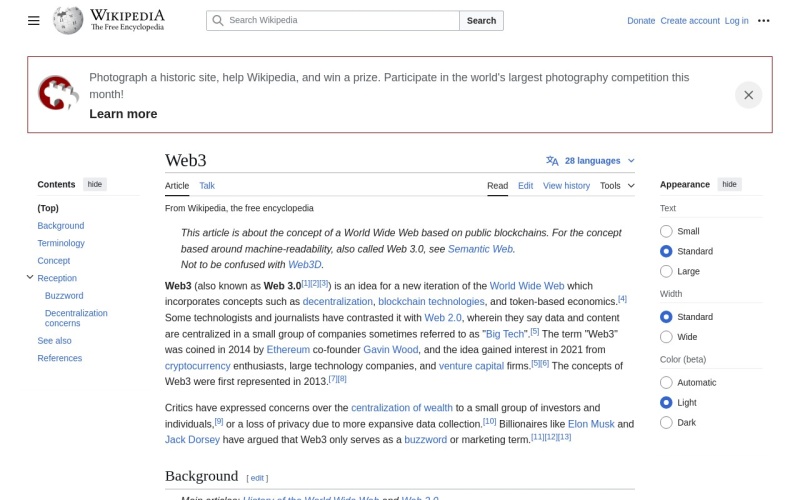 WIKIPEDIA
The Free Encyclopedia
Search Wikipedia
Search
Donate Create account Log in
Photograph a historic site, help Wikipedia, and win a prize. Participate in the world's largest photography competition this
month!
Learn more
Web3
28 languages
Contents hide
Article Talk
Read Edit View history Tools
Appearance hide
(Top)
Background
Terminology
Concept
Reception
Buzzword
Decentralization
concerns
See also
References
From Wikipedia, the free encyclopedia
This article is about the concept of a World Wide Web based on public blockchains. For the concept
based around machine-readability, also called Web 3.0, see Semantic Web.
Not to be confused with Web3D.
Web3 (also known as Web 3.0[1][2][3]) is an idea for a new iteration of the World Wide Web which
incorporates concepts such as decentralization, blockchain technologies, and token-based economics.[4]
Some technologists and journalists have contrasted it with Web 2.0, wherein they say data and content
are centralized in a small group of companies sometimes referred to as "Big Tech".[5] The term "Web3"
was coined in 2014 by Ethereum co-founder Gavin Wood, and the idea gained interest in 2021 from
cryptocurrency enthusiasts, large technology companies, and venture capital firms.[5][6] The concepts of
Web3 were first represented in 2013.[7][8]
Critics have expressed concerns over the centralization of wealth to a small group of investors and
individuals,[9] or a loss of privacy due to more expansive data collection.[10] Billionaires like Elon Musk and
Jack Dorsey have argued that Web3 only serves as a buzzword or marketing term.[11][12][13]
Background [ edit ]
Main articles: History of the World Wide Web and Web 2.0
Text
Small
Standard
Large
Width
Standard
Wide
Color (beta)
Automatic
Light
Dark